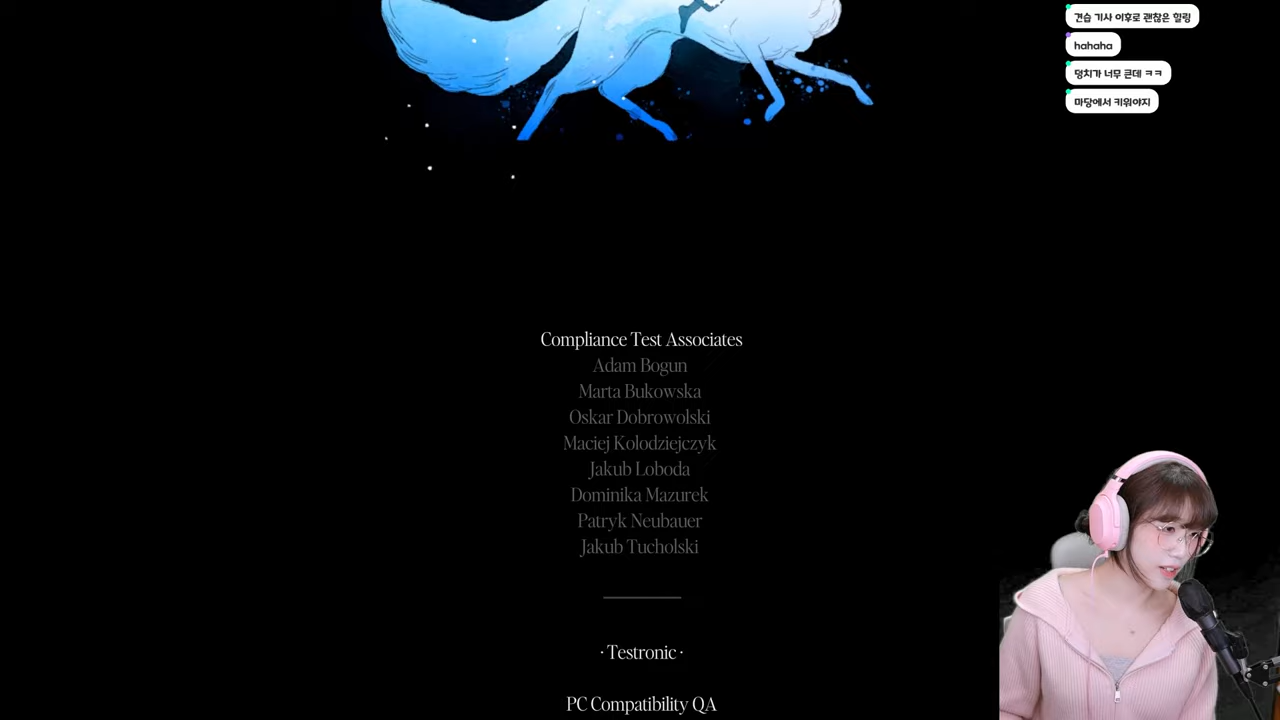 견습 기사 이후로 괜찮은 힐링
hahaha
덩치가 너무 큰데 ㅋㅋ
마당에서 키워야지
Compliance Test Associates
Adam Bogun
Marta Bukowska
Oskar Dobrowolski
Maciej Kolodziejczyk
Jakub Loboda
Dominika Mazurek
Patryk Neubauer
Jakub Tucholski
· Testronic ·
PC Compatibility QA